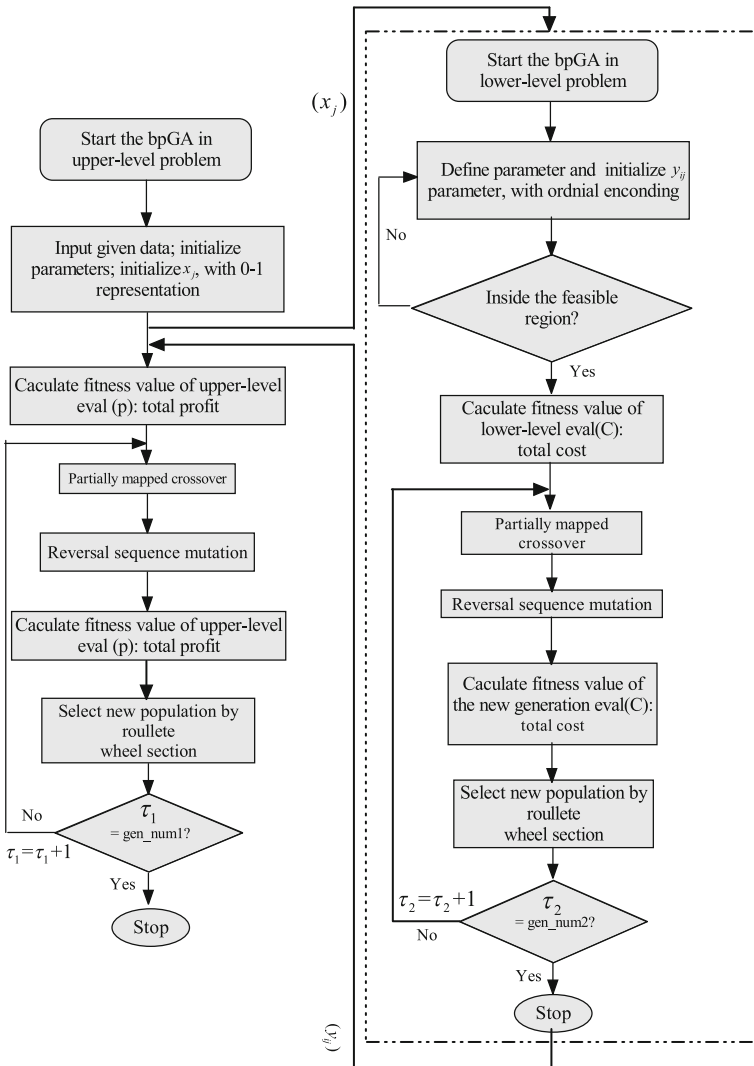 Start the bpGA in
upper-level problem
Input given data; initialize
parameters; initialize x_j, with 0-1
representation
Caculate fitness value of upper-level
eval (p): total profit
Partially mapped crossover
Reversal sequence mutation
Caculate fitness value of upper-level
eval (p): total profit
Select new population by
roullete
wheel section
τ_1
= gen_num1?
No
τ_1=τ_1+1
Yes
Stop
(x_j)
(y_ij)
Start the bpGA in
lower-level problem
Define parameter and initialize y_ij
parameter, with ordnial enconding
No
Inside the feasible
region?
Yes
Caculate fitness value of
lower-level eval(C):
total cost
Partially mapped
crossover
Reversal sequence mutation
Caculate fitness value of
the new generation eval(C):
total cost
Select new population by
roullete
wheel section
τ_2=τ_2+1
τ_2
= gen_num2?
No
Yes
Stop